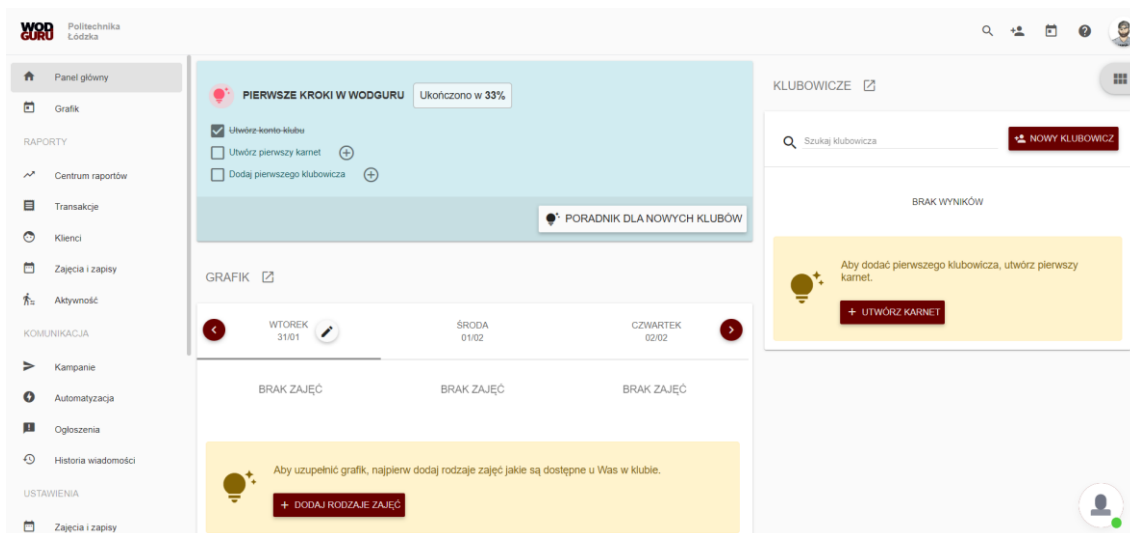 WOD
GURU
Politechnika
Łódzka
Panel główny
Grafik
RAPORTY
Centrum raportów
Transakcje
Klienci
Zajęcia i zapisy
Aktywność
KOMUNIKACJA
Kampanie
Automatyzacja
Ogłoszenia
Historia wiadomości
USTAWIENIA
Zajęcia i zapisy
PIERWSZE KROKI W WODGURU
Ukończono w 33%
Utwórz konto klubu
Utwórz pierwszy karnet
Dodaj pierwszego klubowicza
PORADNIK DLA NOWYCH KLUBÓW
GRAFIK
WTOREK
31/01
ŚRODA
01/02
CZWARTEK
02/02
BRAK ZAJĘĆ
BRAK ZAJĘĆ
BRAK ZAJĘĆ
Aby uzupełnić grafik, najpierw dodaj rodzaje zajęć jakie są dostępne u Was w klubie.
+ DODAJ RODZAJE ZAJĘĆ
KLUBOWICZE
Szukaj klubowicza
NOWY KLUBOWICZ
BRAK WYNIKÓW
Aby dodać pierwszego klubowicza, utwórz pierwszy
karnet.
+ UTWÓRZ KARNET